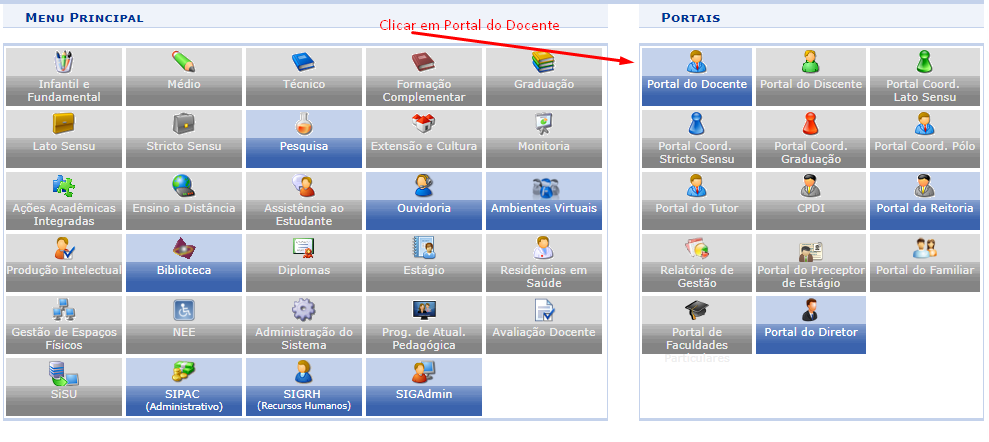 Menu Principal
Clicar em Portal do Docente
Portais
Infantil e
Fundamental
Médio
Técnico
Formação
Complementar
Graduação
Lato Sensu
Stricto Sensu
Pesquisa
Extensão e Cultura
Monitoria
Ações Acadêmicas
Integradas
Ensino a Distância
Assistência ao
Estudante
Ouvidoria
Ambientes Virtuais
Produção Intelectual
Biblioteca
Diplomas
Estágio
Residências em
Saúde
Gestão de Espaços
Físicos
NEE
Administração do
Sistema
Prog. de Atual.
Pedagógica
Avaliação Docente
SiSU
SIPAC
(Administrativo)
SIGRH
(Recursos Humanos)
SIGAdmin
Portal do Docente
Portal do Discente
Portal Coord.
Lato Sensu
Portal Coord.
Stricto Sensu
Portal Coord.
Graduação
Portal Coord. Pólo
Portal do Tutor
CPDI
Portal da Reitoria
Relatórios de
Gestão
Portal do Preceptor
de Estágio
Portal do Familiar
Portal de
Faculdades
Particulares
Portal do Diretor